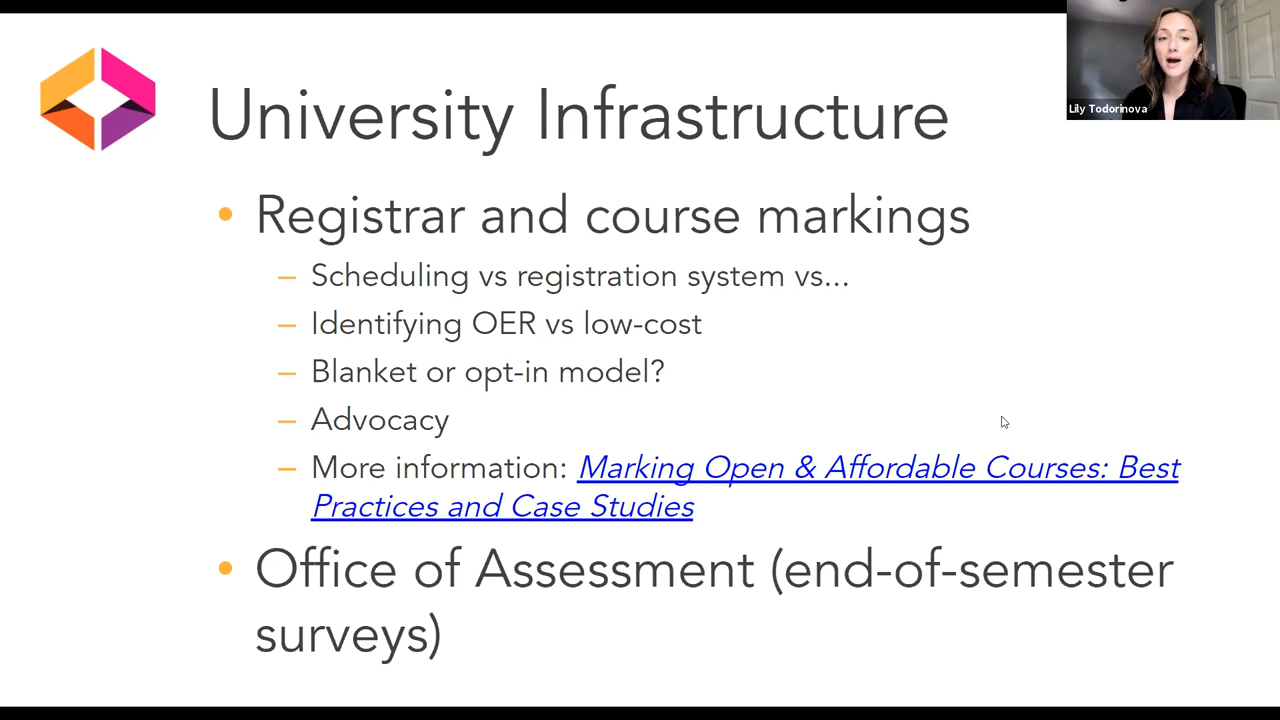 University Infrastructure
Lily Todorinova
• Registrar and course markings
– Scheduling vs registration system vs...
– Identifying OER vs low-cost
– Blanket or opt-in model?
– Advocacy
– More information: Marking Open & Affordable Courses: Best
Practices and Case Studies
• Office of Assessment (end-of-semester
surveys)